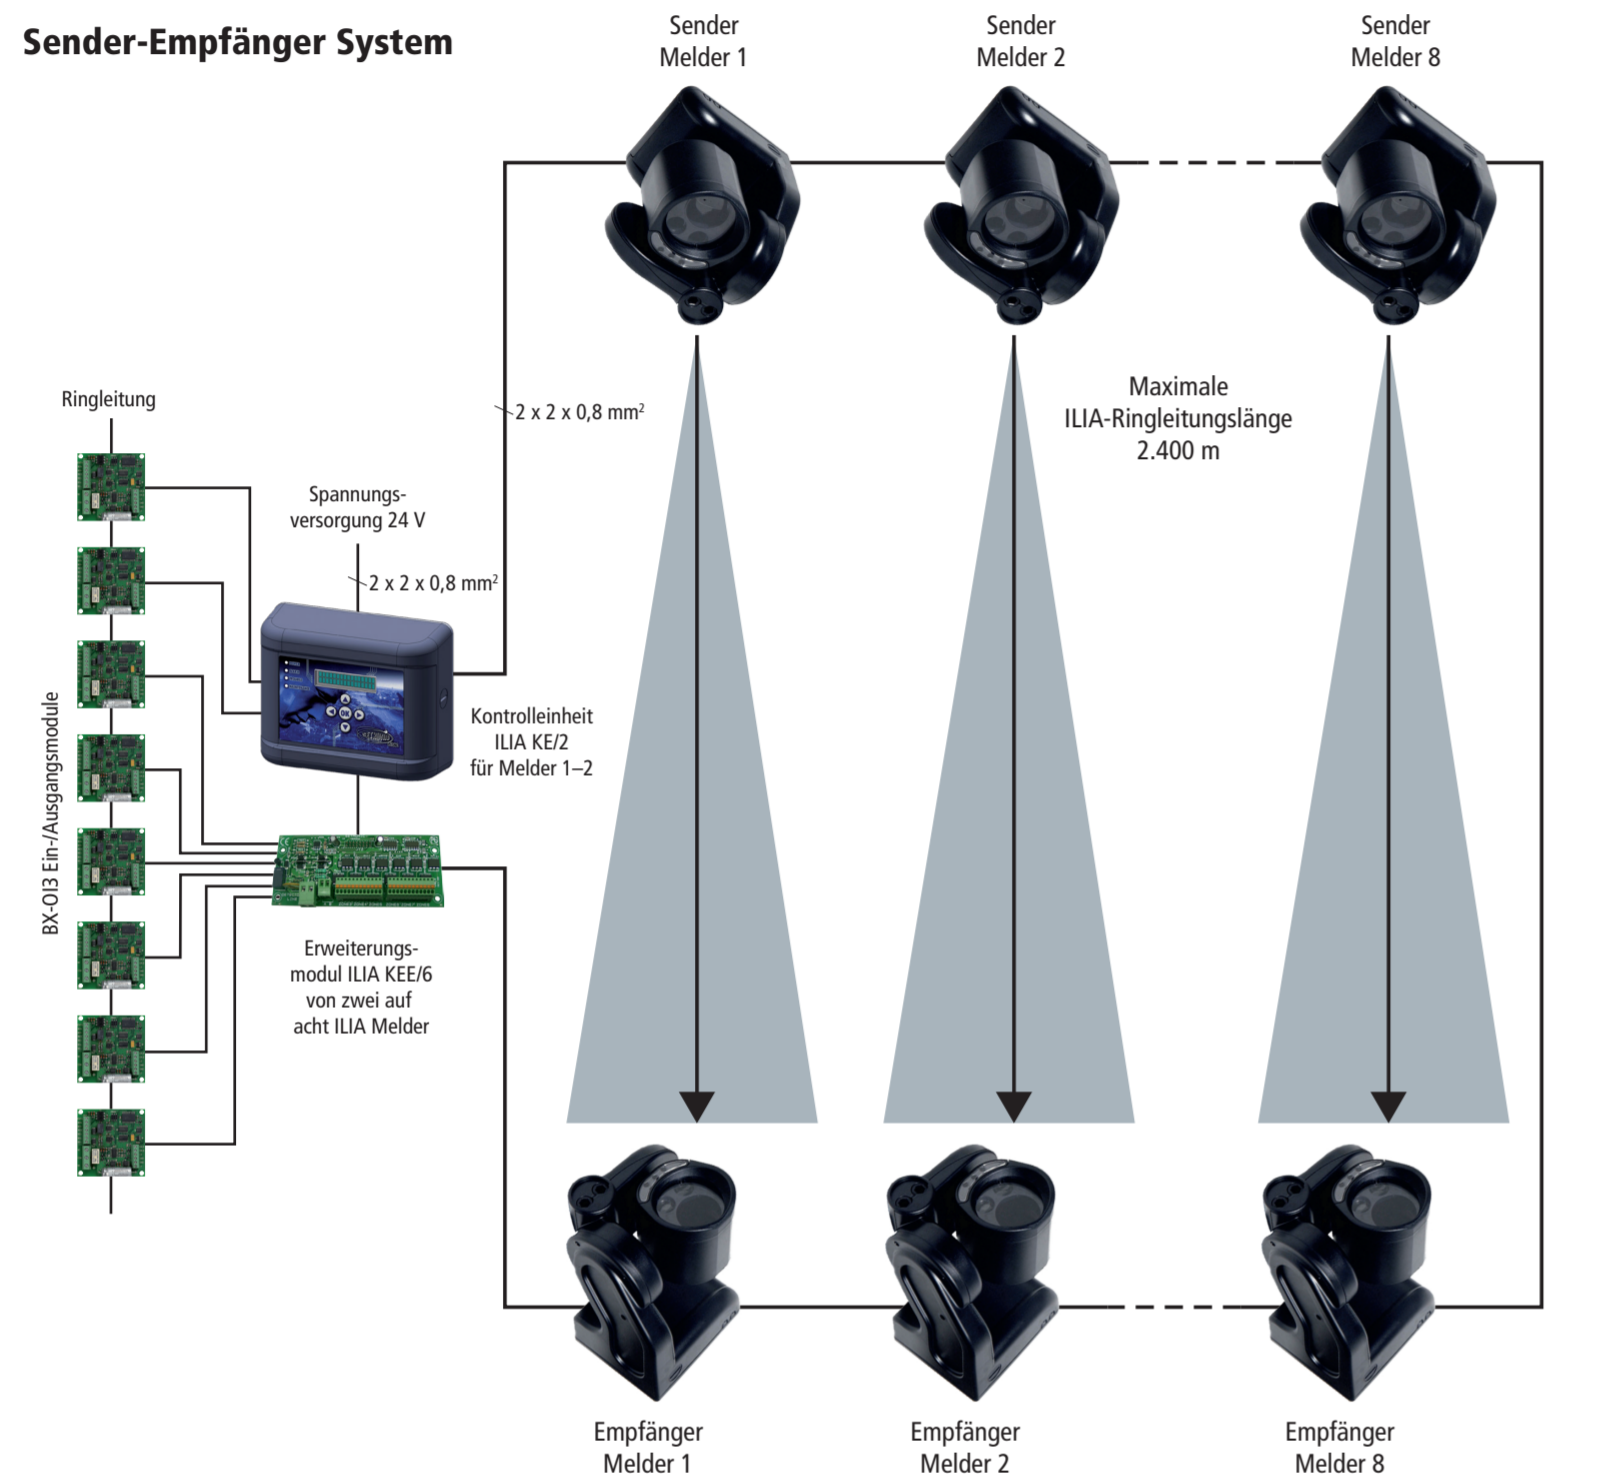 Sender-Empfänger System
Sender
Melder 1
Sender
Melder 2
Sender
Melder 8
Ringleitung
2 x 2 x 0,8 mm²
Maximale
ILIA-Ringleitungslänge
2.400 m
Spannungs-
versorgung 24 V
2 x 2 x 0,8 mm²
BX-OI3 Ein-/Ausgangsmodule
OK
Kontrolleinheit
ILIA KE/2
für Melder 1–2
Erweiterungs-
modul ILIA KEE/6
von zwei auf
acht ILIA Melder
Empfänger
Melder 1
Empfänger
Melder 2
Empfänger
Melder 8